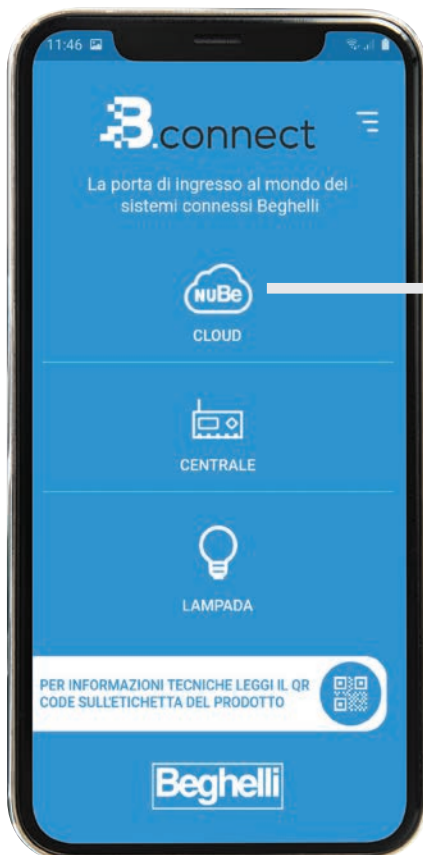 11:46
B.connect
La porta di ingresso al mondo dei
sistemi connessi Beghelli
NUBe
CLOUD
CENTRALE
LAMPADA
PER INFORMAZIONI TECNICHE LEGGI IL QR
CODE SULL'ETICHETTA DEL PRODOTTO
Beghelli